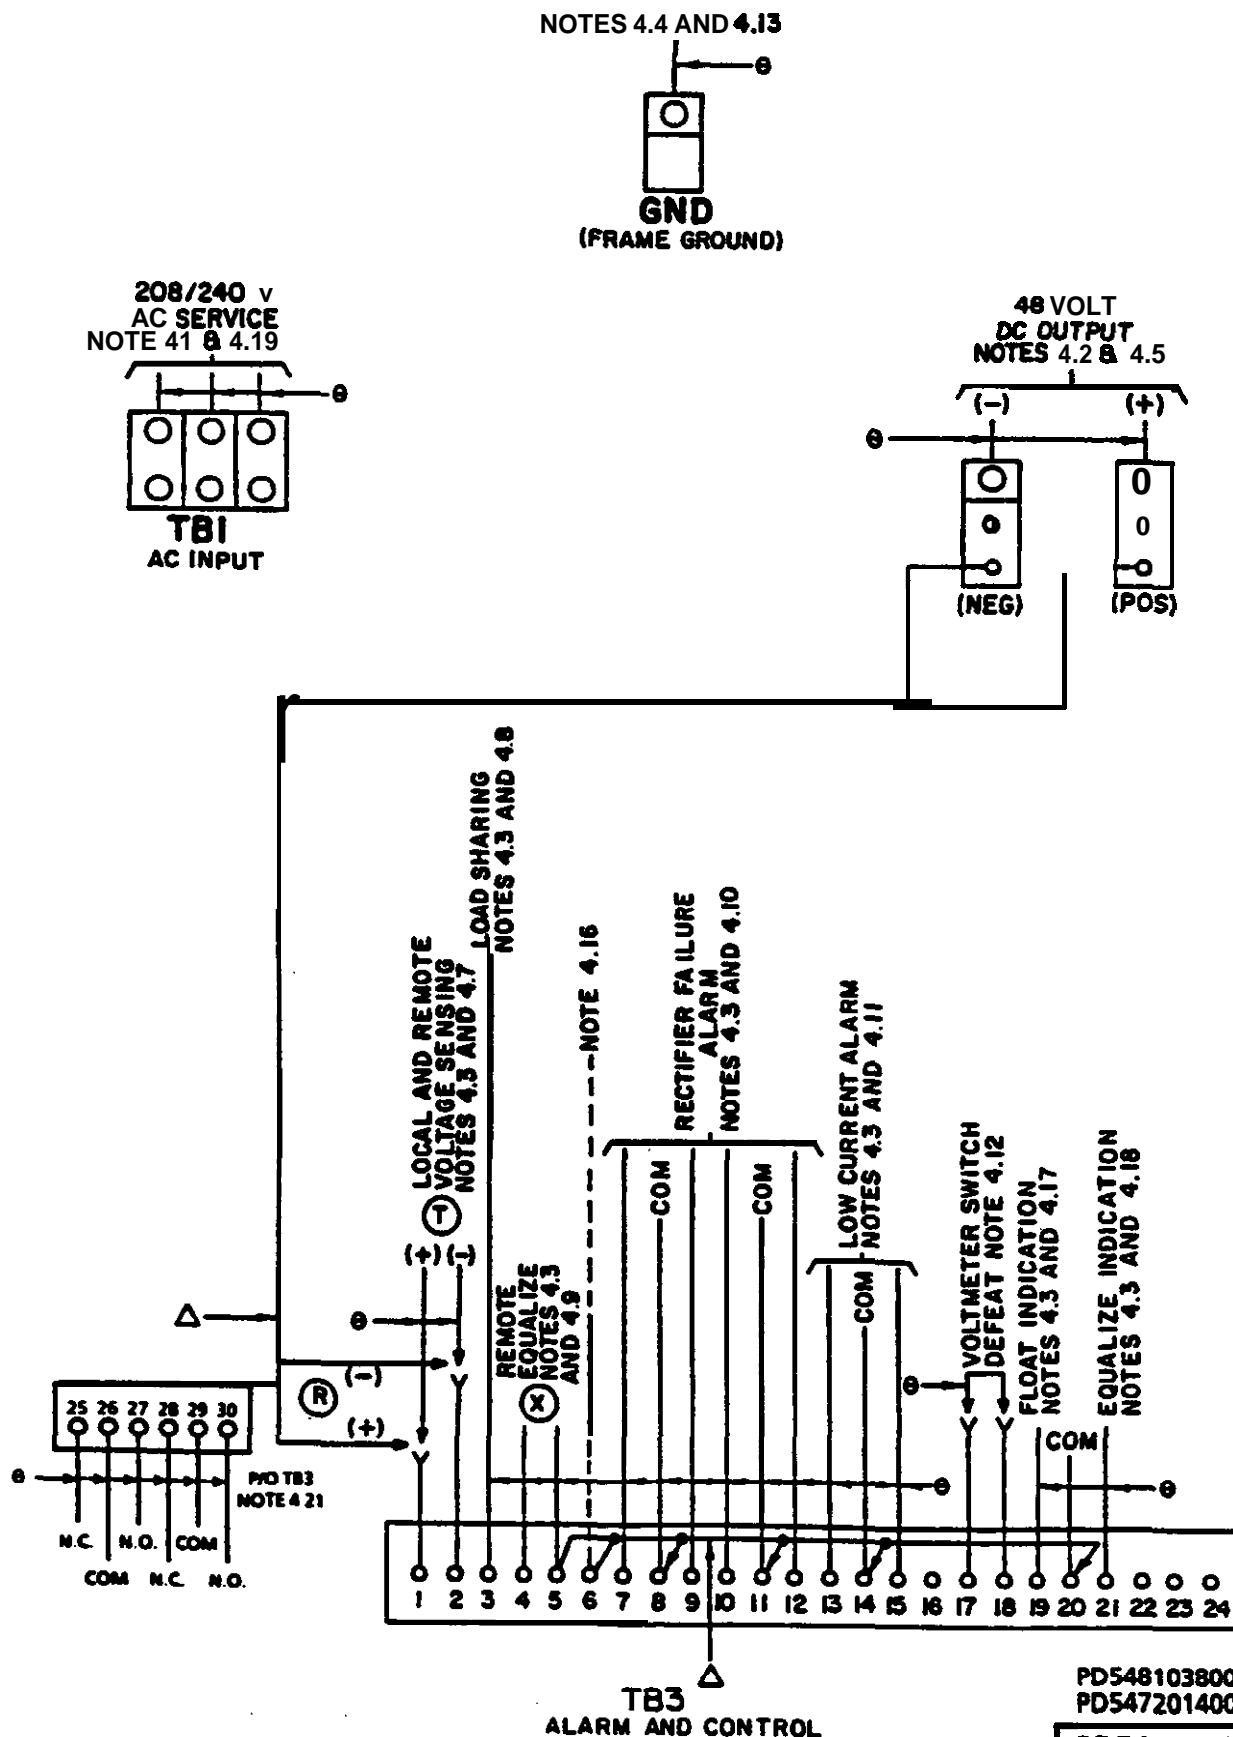 NOTES 4.4 AND 4.13
θ
GND
(FRAME GROUND)
208/240 v
AC SERVICE
NOTE 41 & 4.19
θ
TB1
AC INPUT
48 VOLT
DC OUTPUT
NOTES 4.2 & 4.5
(-) (+)
θ
(NEG) (POS)
LOCAL AND REMOTE
VOLTAGE SENSING
NOTES 4.3 AND 4.7
T
(+) (-)
LOAD SHARING
NOTES 4.3 AND 4.8
REMOTE
EQUALIZE
NOTES 4.3
AND 4.9
X
NOTE 4.16
RECTIFIER FAILURE
ALARM
NOTES 4.3 AND 4.10
COM
COM
LOW CURRENT ALARM
NOTES 4.3 AND 4.11
COM
VOLTMETER SWITCH
DEFEAT NOTE 4.12
FLOAT INDICATION
NOTES 4.3 AND 4.17
COM
EQUALIZE INDICATION
NOTES 4.3 AND 4.18
Δ
θ
θ
(-)
R
(+)
25 26 27 28 29 30
θ
P/O TB3
NOTE 4 21
N.C. N.O. COM
COM N.C. N.O.
θ
θ
1 2 3 4 5 6 7 8 9 10 11 12 13 14 15 16 17 18 19 20 21 22 23 24
Δ
TB3
ALARM AND CONTROL
PD548103800
PD547201400